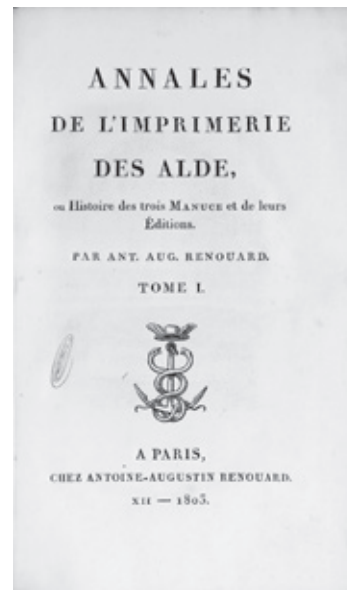 ANNALES
DE L'IMPRIMERIE
DES ALDE,
ou Histoire des trois MANUCE et de leurs
Éditions.
PAR ANT. AUG. RENOUARD.
TOME I.
A PARIS,
CHEZ ANTOINE-AUGUSTIN RENOUARD.
XII — 1803.